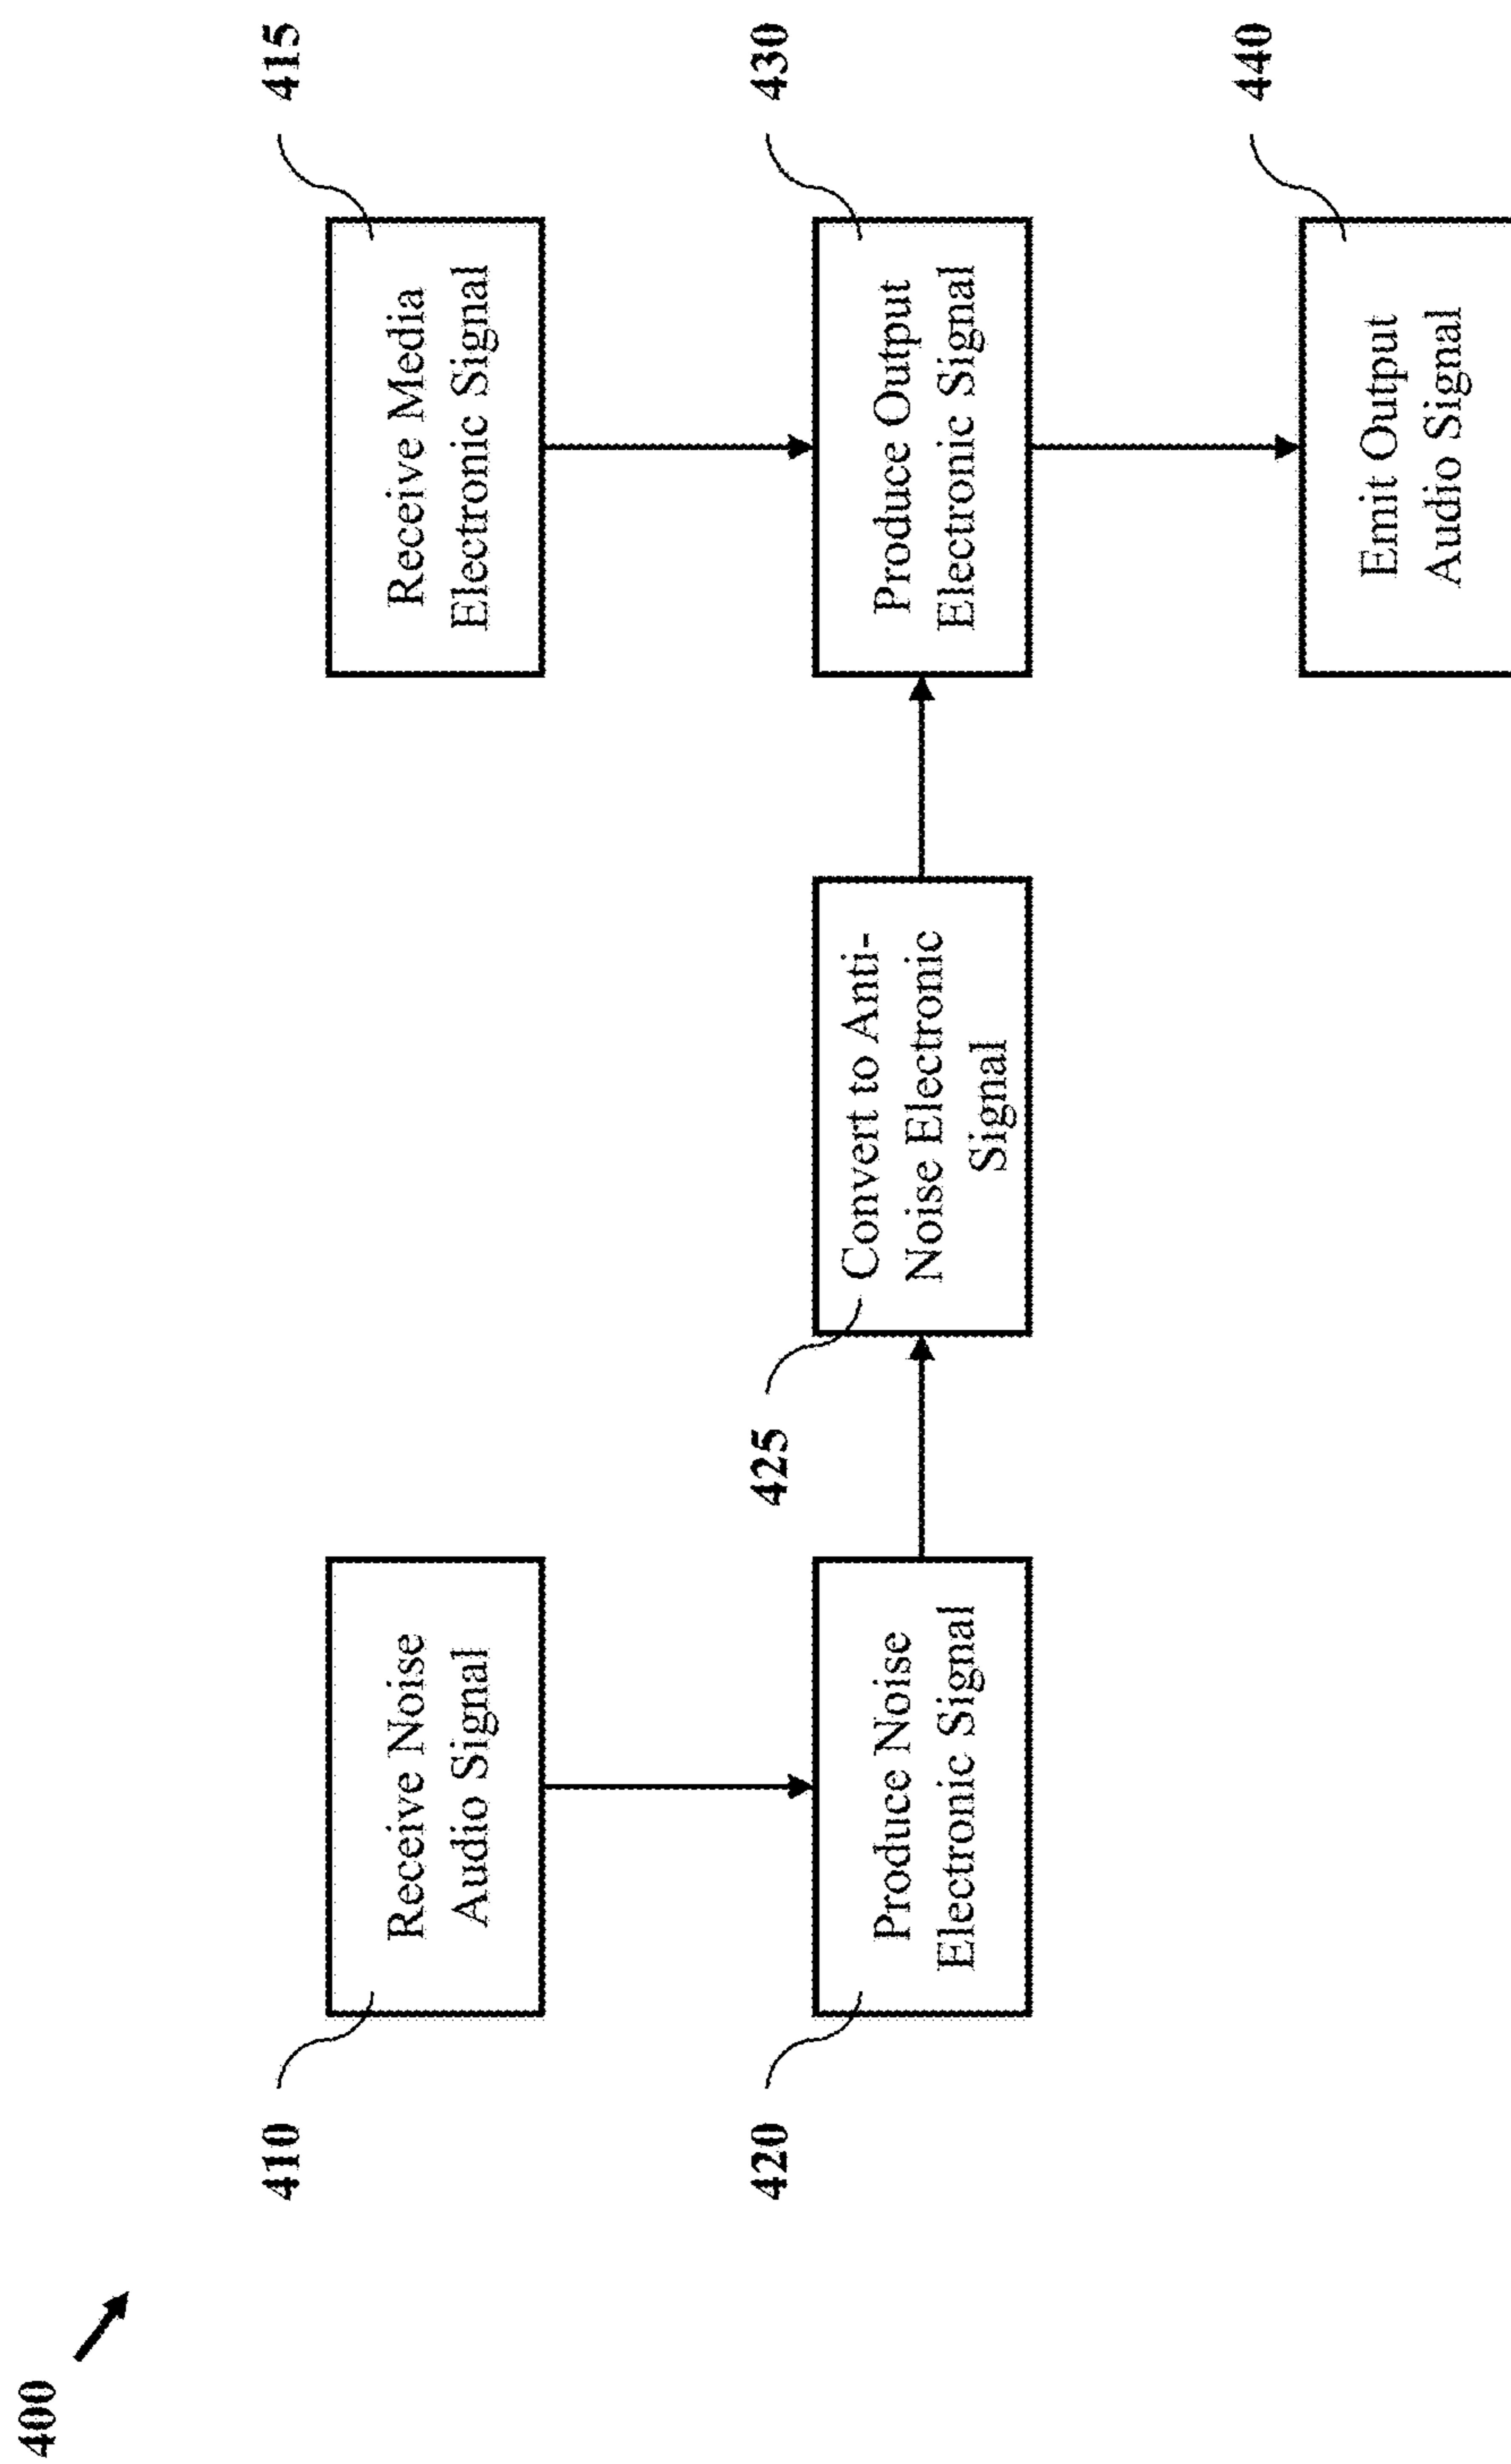 400
410
Receive Noise
Audio Signal
415
Receive Media
Electronic Signal
420
Produce Noise
Electronic Signal
425
Convert to Anti-
Noise Electronic
Signal
430
Produce Output
Electronic Signal
440
Emit Output
Audio Signal